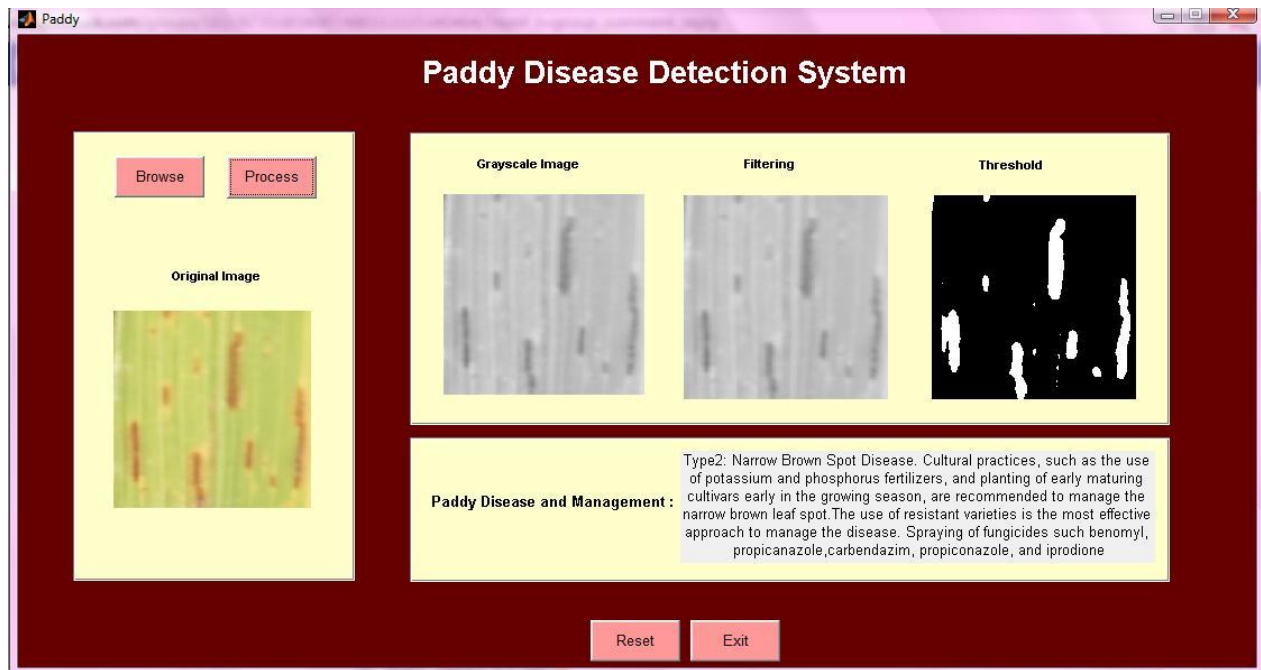 Paddy
Paddy Disease Detection System
Browse
Process
Original Image
Grayscale Image
Filtering
Threshold
Paddy Disease and Management :
Type2: Narrow Brown Spot Disease. Cultural practices, such as the use
of potassium and phosphorus fertilizers, and planting of early maturing
cultivars early in the growing season, are recommended to manage the
narrow brown leaf spot.The use of resistant varieties is the most effective
approach to manage the disease. Spraying of fungicides such benomyl,
propicanazole,carbendazim, propiconazole, and iprodione
Reset
Exit